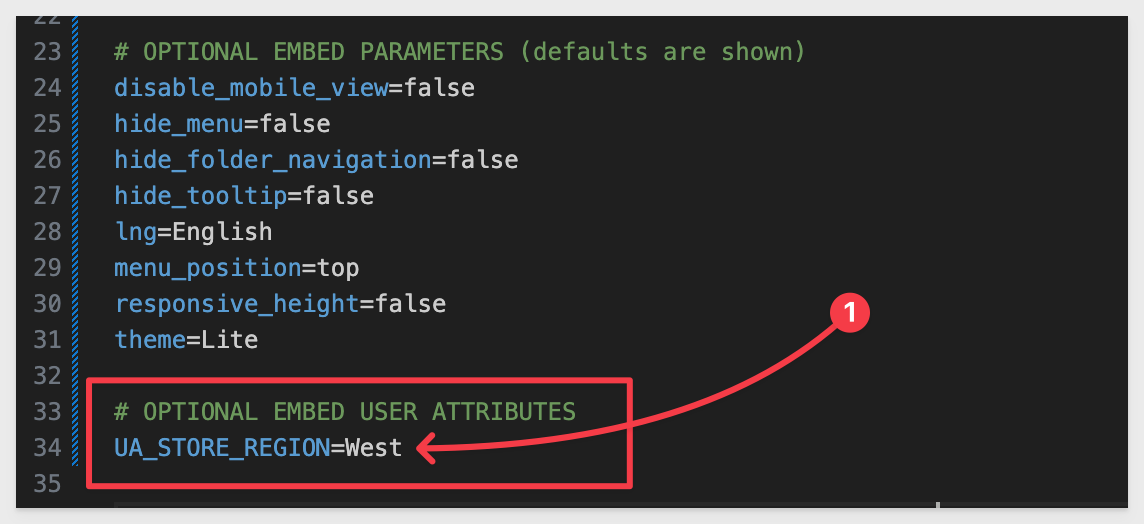 22
23 # OPTIONAL EMBED PARAMETERS (defaults are shown)
24 disable_mobile_view=false
25 hide_menu=false
26 hide_folder_navigation=false
27 hide_tooltip=false
28 lng=English
29 menu_position=top
30 responsive_height=false
1
31 theme=Lite
32
33 # OPTIONAL EMBED USER ATTRIBUTES
34 UA_STORE_REGION=West
35